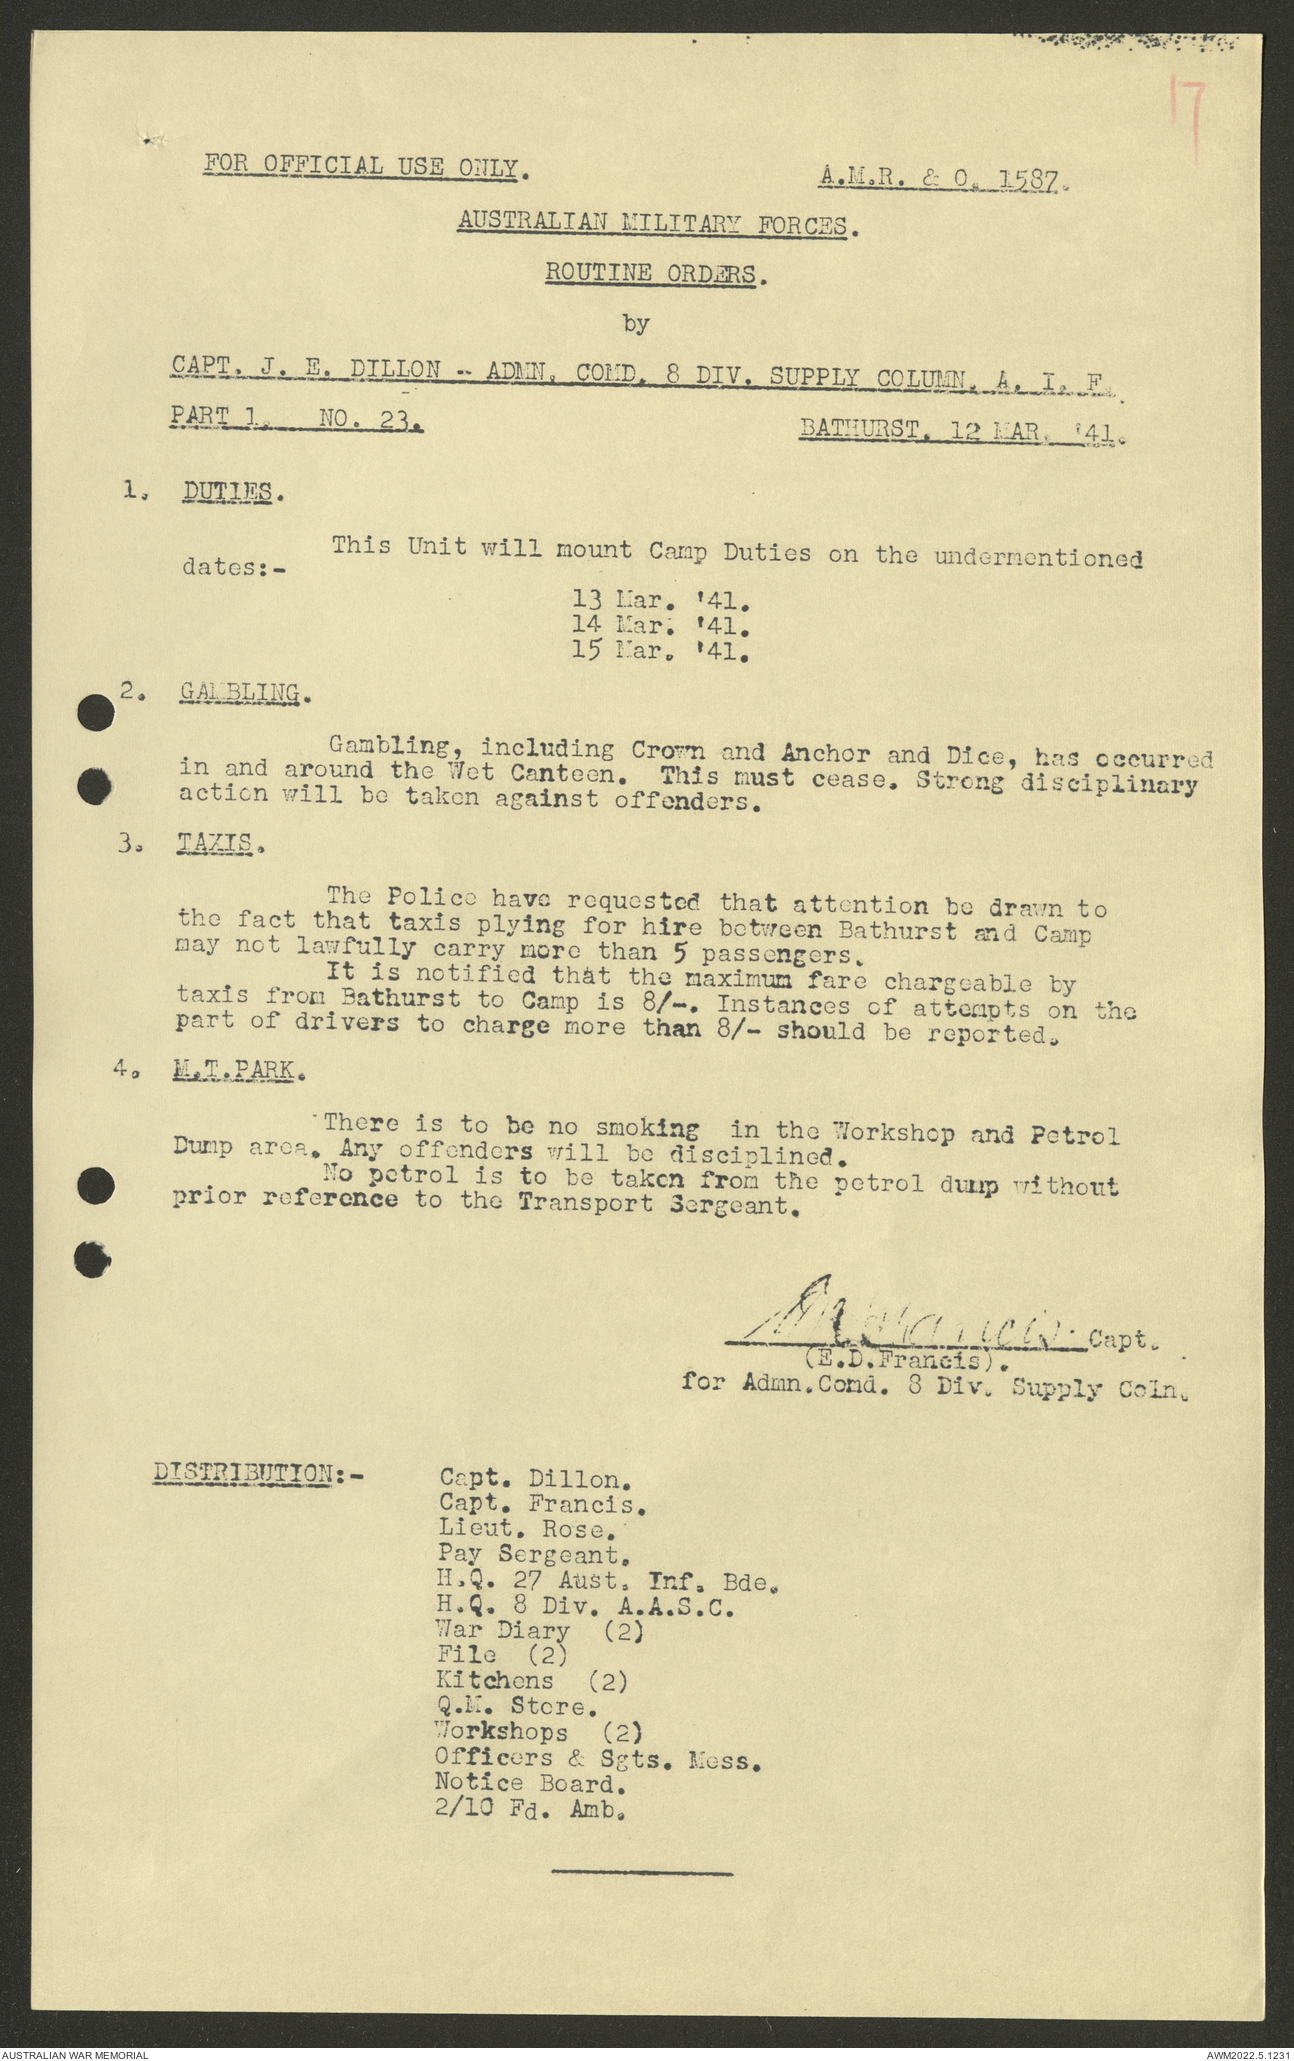 17
FOR OFFICIAL USE ONLY.
A.M.R. & O. 1587.
AUSTRALIAN MILITARY FORCES.
ROUTINE ORDERS.
by
CAPT. J. E. DILLON -- ADMN. COMD. 8 DIV. SUPPLY COLUMN. A. I. F.
PART 1. NO. 23.
BATHURST. 12 MAR. '41.
1. DUTIES.
This Unit will mount Camp Duties on the undermentioned
dates:-
13 Mar. '41.
14 Mar. '41.
15 Mar. '41.
2. GAMBLING.
Gambling, including Crown and Anchor and Dice, has occurred
in and around the Wet Canteen. This must cease. Strong disciplinary
action will be taken against offenders.
3. TAXIS.
The Police have requested that attention be drawn to
the fact that taxis plying for hire between Bathurst and Camp
may not lawfully carry more than 5 passengers.
It is notified that the maximum fare chargeable by
taxis from Bathurst to Camp is 8/-. Instances of attempts on the
part of drivers to charge more than 8/- should be reported.
4. M.T.PARK.
There is to be no smoking in the Workshop and Petrol
Dump area. Any offenders will be disciplined.
No petrol is to be taken from the petrol dump without
prior reference to the Transport Sergeant.
Francis. Capt.
(E.D.Francis).
for Admn.Comd. 8 Div. Supply Coln.
DISTRIBUTION:-
Capt. Dillon.
Capt. Francis.
Lieut. Rose.
Pay Sergeant.
H.Q. 27 Aust. Inf. Bde.
H.Q. 8 Div. A.A.S.C.
War Diary (2)
File (2)
Kitchens (2)
Q.M. Store.
Workshops (2)
Officers & Sgts. Mess.
Notice Board.
2/10 Fd. Amb.
AUSTRALIAN WAR MEMORIAL
AWM2022.5.1231